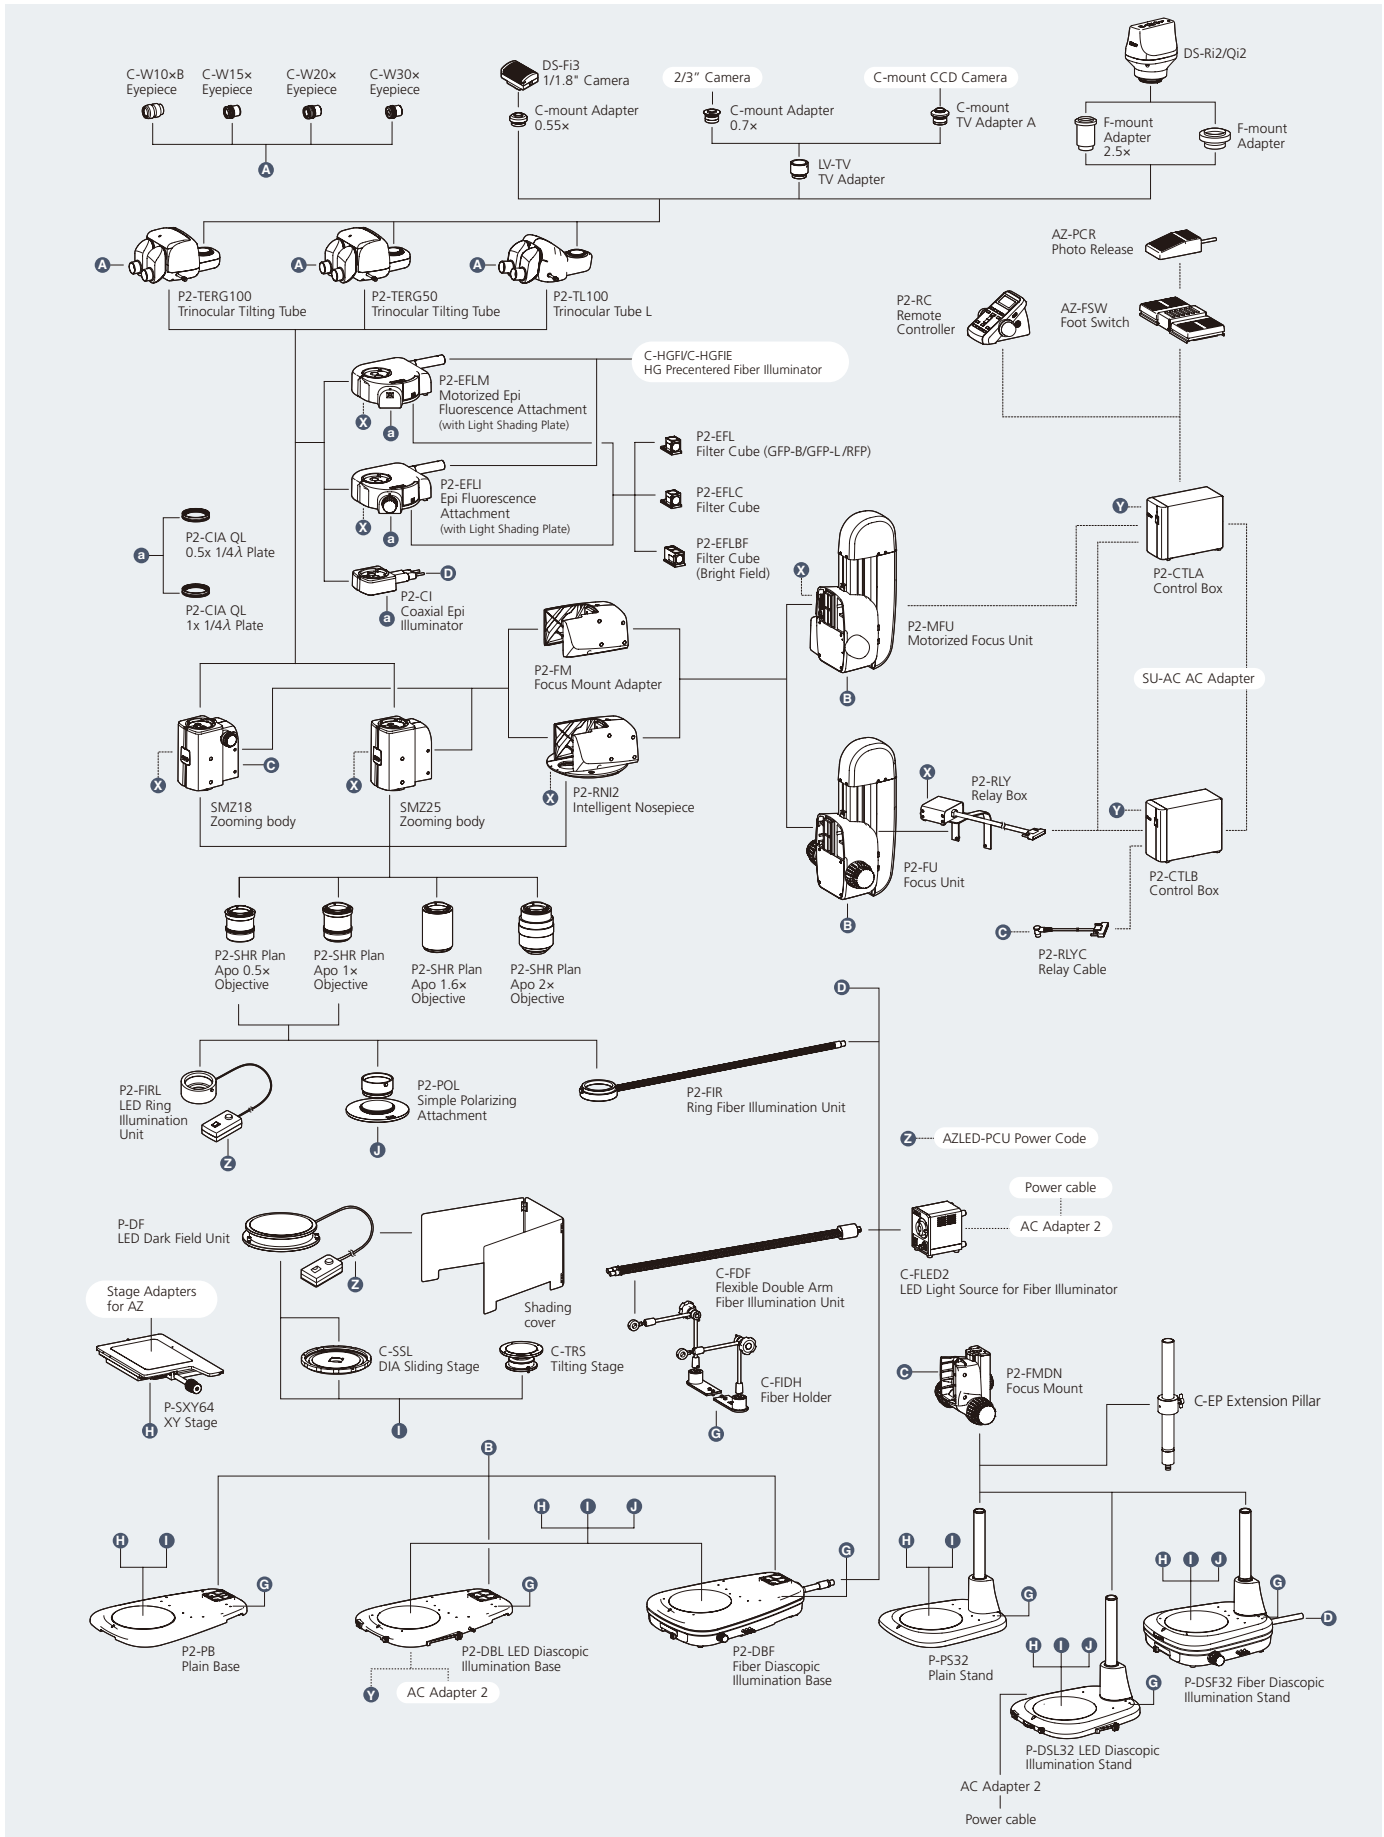 C-W10×B
Eyepiece
C-W15×
Eyepiece
C-W20×
Eyepiece
C-W30×
Eyepiece
A
DS-Fi3
1/1.8" Camera
C-mount Adapter
0.55×
2/3” Camera
C-mount Adapter
0.7×
C-mount CCD Camera
C-mount
TV Adapter A
LV-TV
TV Adapter
DS-Ri2/Qi2
F-mount
Adapter
2.5×
F-mount
Adapter
A
P2-TERG100
Trinocular Tilting Tube
A
P2-TERG50
Trinocular Tilting Tube
A
P2-TL100
Trinocular Tube L
AZ-PCR
Photo Release
P2-RC
Remote
Controller
AZ-FSW
Foot Switch
C-HGFI/C-HGFIE
HG Precentered Fiber Illuminator
P2-EFLM
Motorized Epi
Fluorescence Attachment
(with Light Shading Plate)
X
a
P2-EFLI
Epi Fluorescence
Attachment
(with Light Shading Plate)
X
a
P2-EFL
Filter Cube (GFP-B/GFP-L/RFP)
P2-EFLC
Filter Cube
P2-EFLBF
Filter Cube
(Bright Field)
a
P2-CIA QL
0.5x 1/4λ Plate
P2-CIA QL
1x 1/4λ Plate
D
a
P2-CI
Coaxial Epi
Illuminator
P2-FM
Focus Mount Adapter
X
P2-RNI2
Intelligent Nosepiece
X
P2-MFU
Motorized Focus Unit
B
Y
P2-CTLA
Control Box
SU-AC AC Adapter
X
C
SMZ18
Zooming body
X
SMZ25
Zooming body
X
P2-RLY
Relay Box
P2-FU
Focus Unit
B
Y
P2-CTLB
Control Box
C
P2-RLYC
Relay Cable
P2-SHR Plan
Apo 0.5×
Objective
P2-SHR Plan
Apo 1×
Objective
P2-SHR Plan
Apo 1.6×
Objective
P2-SHR Plan
Apo 2×
Objective
D
P2-FIRL
LED Ring
Illumination
Unit
Z
P2-POL
Simple Polarizing
Attachment
J
P2-FIR
Ring Fiber Illumination Unit
Z
AZLED-PCU Power Code
Power cable
AC Adapter 2
P-DF
LED Dark Field Unit
Z
Shading
cover
C-FDF
Flexible Double Arm
Fiber Illumination Unit
C-FLED2
LED Light Source for Fiber Illuminator
Stage Adapters
for AZ
P-SXY64
XY Stage
H
C-SSL
DIA Sliding Stage
C-TRS
Tilting Stage
I
C-FIDH
Fiber Holder
G
C
P2-FMDN
Focus Mount
C-EP Extension Pillar
B
H
I
G
P2-PB
Plain Base
H
I
J
G
P2-DBL LED Diascopic
Illumination Base
Y
AC Adapter 2
G
P2-DBF
Fiber Diascopic
Illumination Base
H
I
G
P-PS32
Plain Stand
H
I
J
G
P-DSL32 LED Diascopic
Illumination Stand
AC Adapter 2
Power cable
H
I
J
G
D
P-DSF32 Fiber Diascopic
Illumination Stand